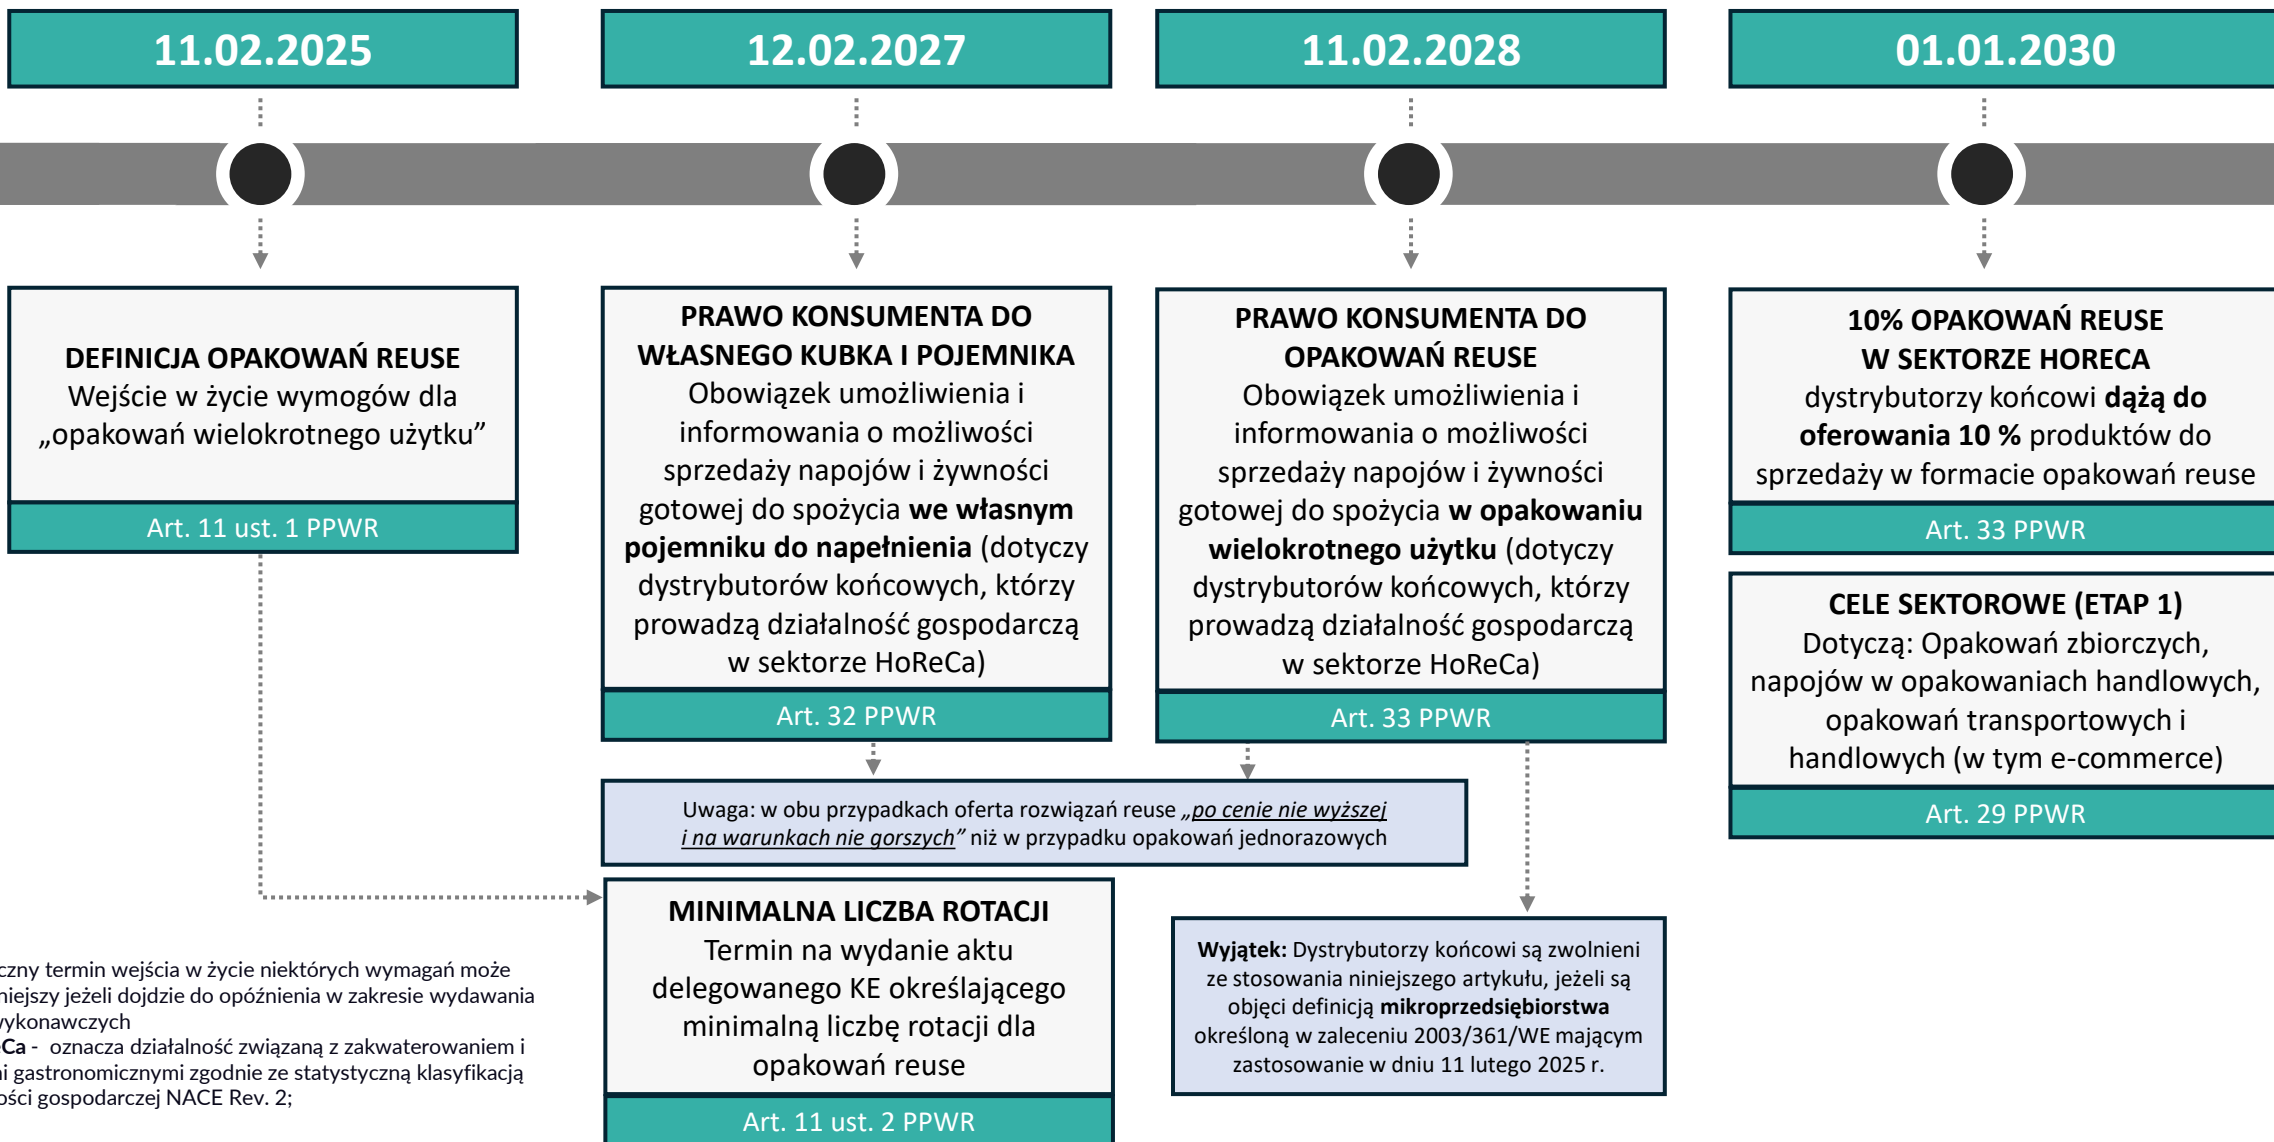 11.02.2025
12.02.2027
11.02.2028
01.01.2030
DEFINICJA OPAKOWAŃ REUSE
Wejście w życie wymogów dla
„opakowań wielokrotnego użytku”
Art. 11 ust. 1 PPWR
PRAWO KONSUMENTA DO
WŁASNEGO KUBKA I POJEMNIKA
Obowiązek umożliwienia i
informowania o możliwości
sprzedaży napojów i żywności
gotowej do spożycia we własnym
pojemniku do napełnienia (dotyczy
dystrybutorów końcowych, którzy
prowadzą działalność gospodarczą
w sektorze HoReCa)
Art. 32 PPWR
PRAWO KONSUMENTA DO
OPAKOWAŃ REUSE
Obowiązek umożliwienia i
informowania o możliwości
sprzedaży napojów i żywności
gotowej do spożycia w opakowaniu
wielokrotnego użytku (dotyczy
dystrybutorów końcowych, którzy
prowadzą działalność gospodarczą
w sektorze HoReCa)
Art. 33 PPWR
10% OPAKOWAŃ REUSE
W SEKTORZE HORECA
dystrybutorzy końcowi dążą do
oferowania 10 % produktów do
sprzedaży w formacie opakowań reuse
Art. 33 PPWR
CELE SEKTOROWE (ETAP 1)
Dotyczą: Opakowań zbiorczych,
napojów w opakowaniach handlowych,
opakowań transportowych i
handlowych (w tym e-commerce)
Art. 29 PPWR
Uwaga: w obu przypadkach oferta rozwiązań reuse „po cenie nie wyższej
i na warunkach nie gorszych” niż w przypadku opakowań jednorazowych
MINIMALNA LICZBA ROTACJI
Termin na wydanie aktu
delegowanego KE określającego
minimalną liczbę rotacji dla
opakowań reuse
Art. 11 ust. 2 PPWR
Wyjątek: Dystrybutorzy końcowi są zwolnieni
ze stosowania niniejszego artykułu, jeżeli są
objęci definicją mikroprzedsiębiorstwa
określoną w zaleceniu 2003/361/WE mającym
zastosowanie w dniu 11 lutego 2025 r.
termin wejścia w życie niektórych wymagań może
jeżeli dojdzie do opóźnienia w zakresie wydawania
wykonawczych
- oznacza działalność związaną z zakwaterowaniem i
gastronomicznymi zgodnie ze statystyczną klasyfikacją
gospodarczej NACE Rev. 2;